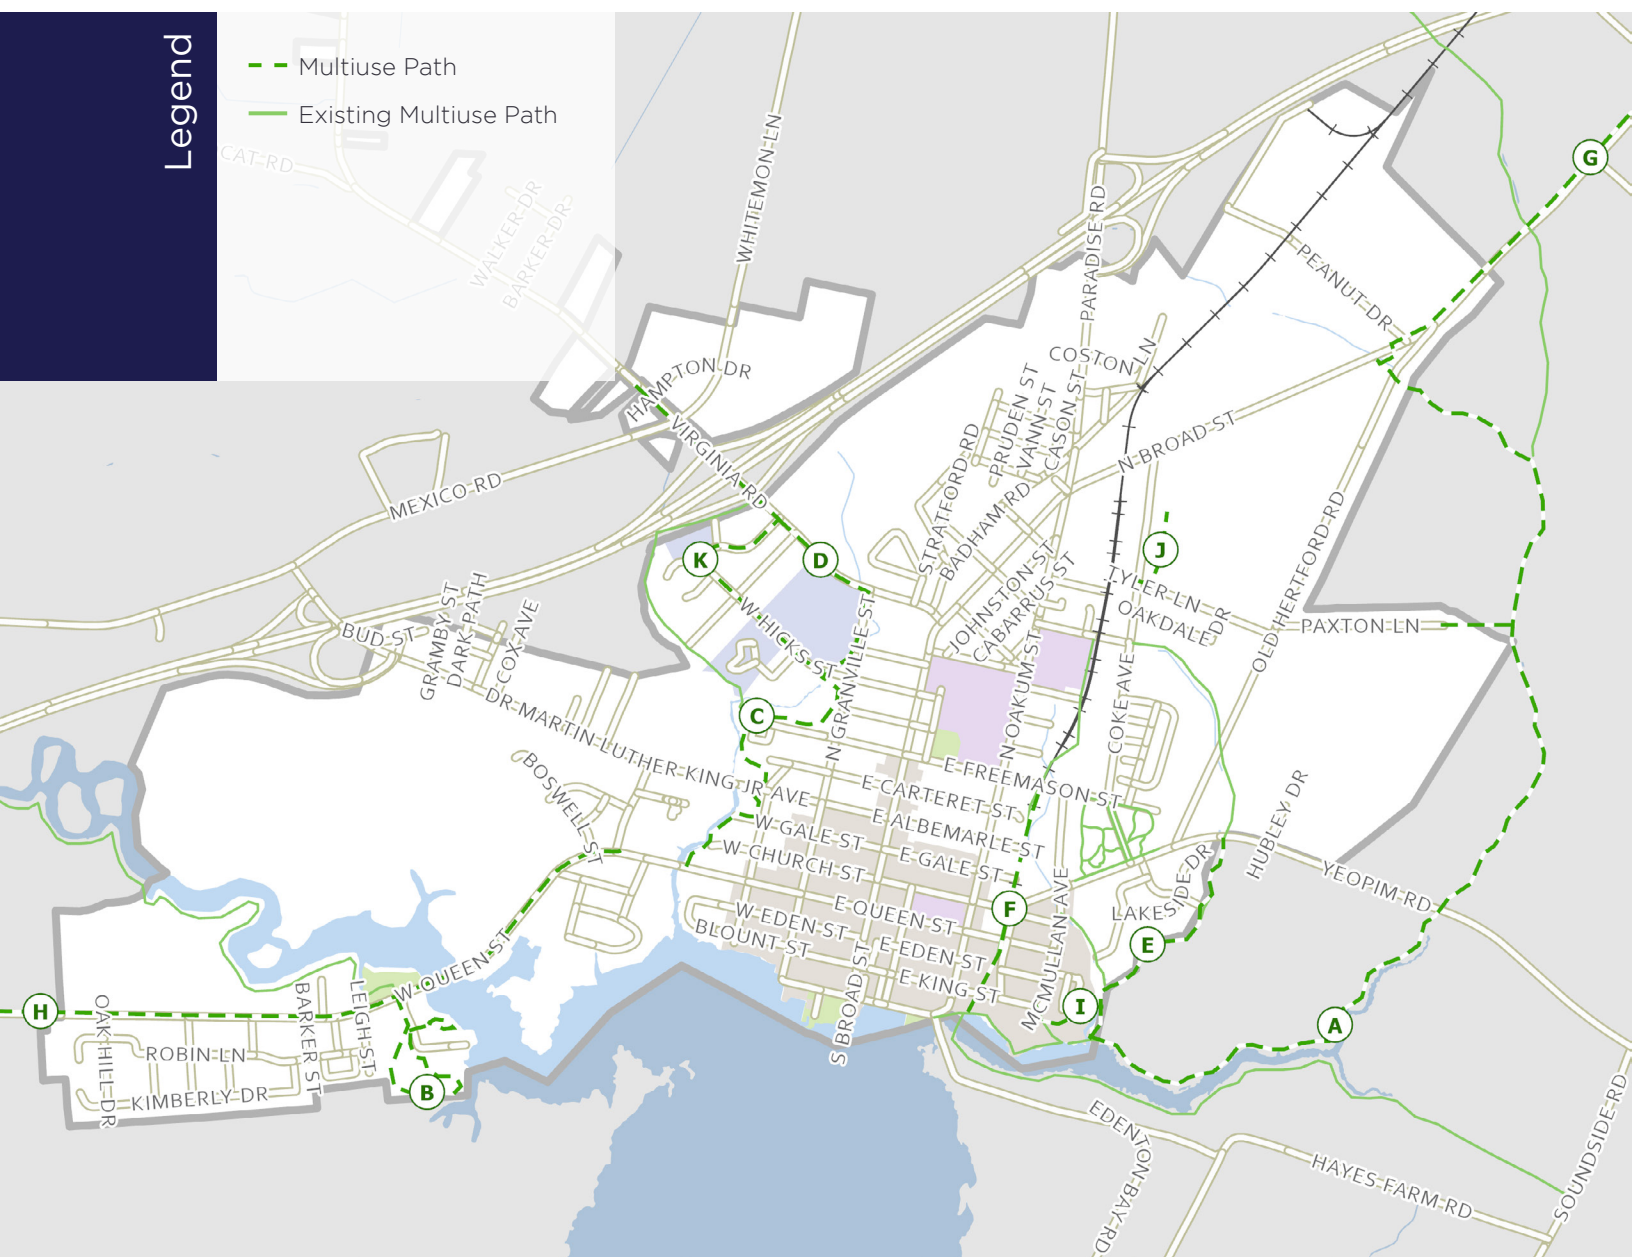 Legend
Multiuse Path
Existing Multiuse Path
CAT RD
WALKER DR
BARKER DR
WHITEMON LN
PARADISE RD
G
PEANUT DR
HAMPTON DR
COSTON LN
VIRGINIA RD
PRUDEN ST
VANN ST
CASON ST
STRATFORD RD
N BROAD ST
MEXICO RD
BADHAM RD
OLD HERTFORD RD
K
D
J
JOHNSTON ST
CABARRUS ST
TYLER LN
OAKDALE DR
PAXTON LN
BUD ST
GRAMBY ST
DARK PATH
COX AVE
W HICKS ST
N GRANVILLE ST
N OAKUM ST
COKE AVE
C
DR MARTIN LUTHER KING JR AVE
BOSWELL ST
E FREEMASON ST
E CARTERET ST
E ALBEMARLE ST
W GALE ST
E GALE ST
W CHURCH ST
HUBLEY DR
YEOPIM RD
LAKESIDE DR
F
E QUEEN ST
W EDEN ST
BLOUNT ST
E EDEN ST
E KING ST
MCMULLAN AVE
E
W QUEEN ST
H
I
A
OAK HILL DR
BARKER ST
LEIGH ST
ROBIN LN
KIMBERLY DR
B
S BROAD ST
EDENTON BAY RD
HAYES FARM RD
SOUNDSIDE RD